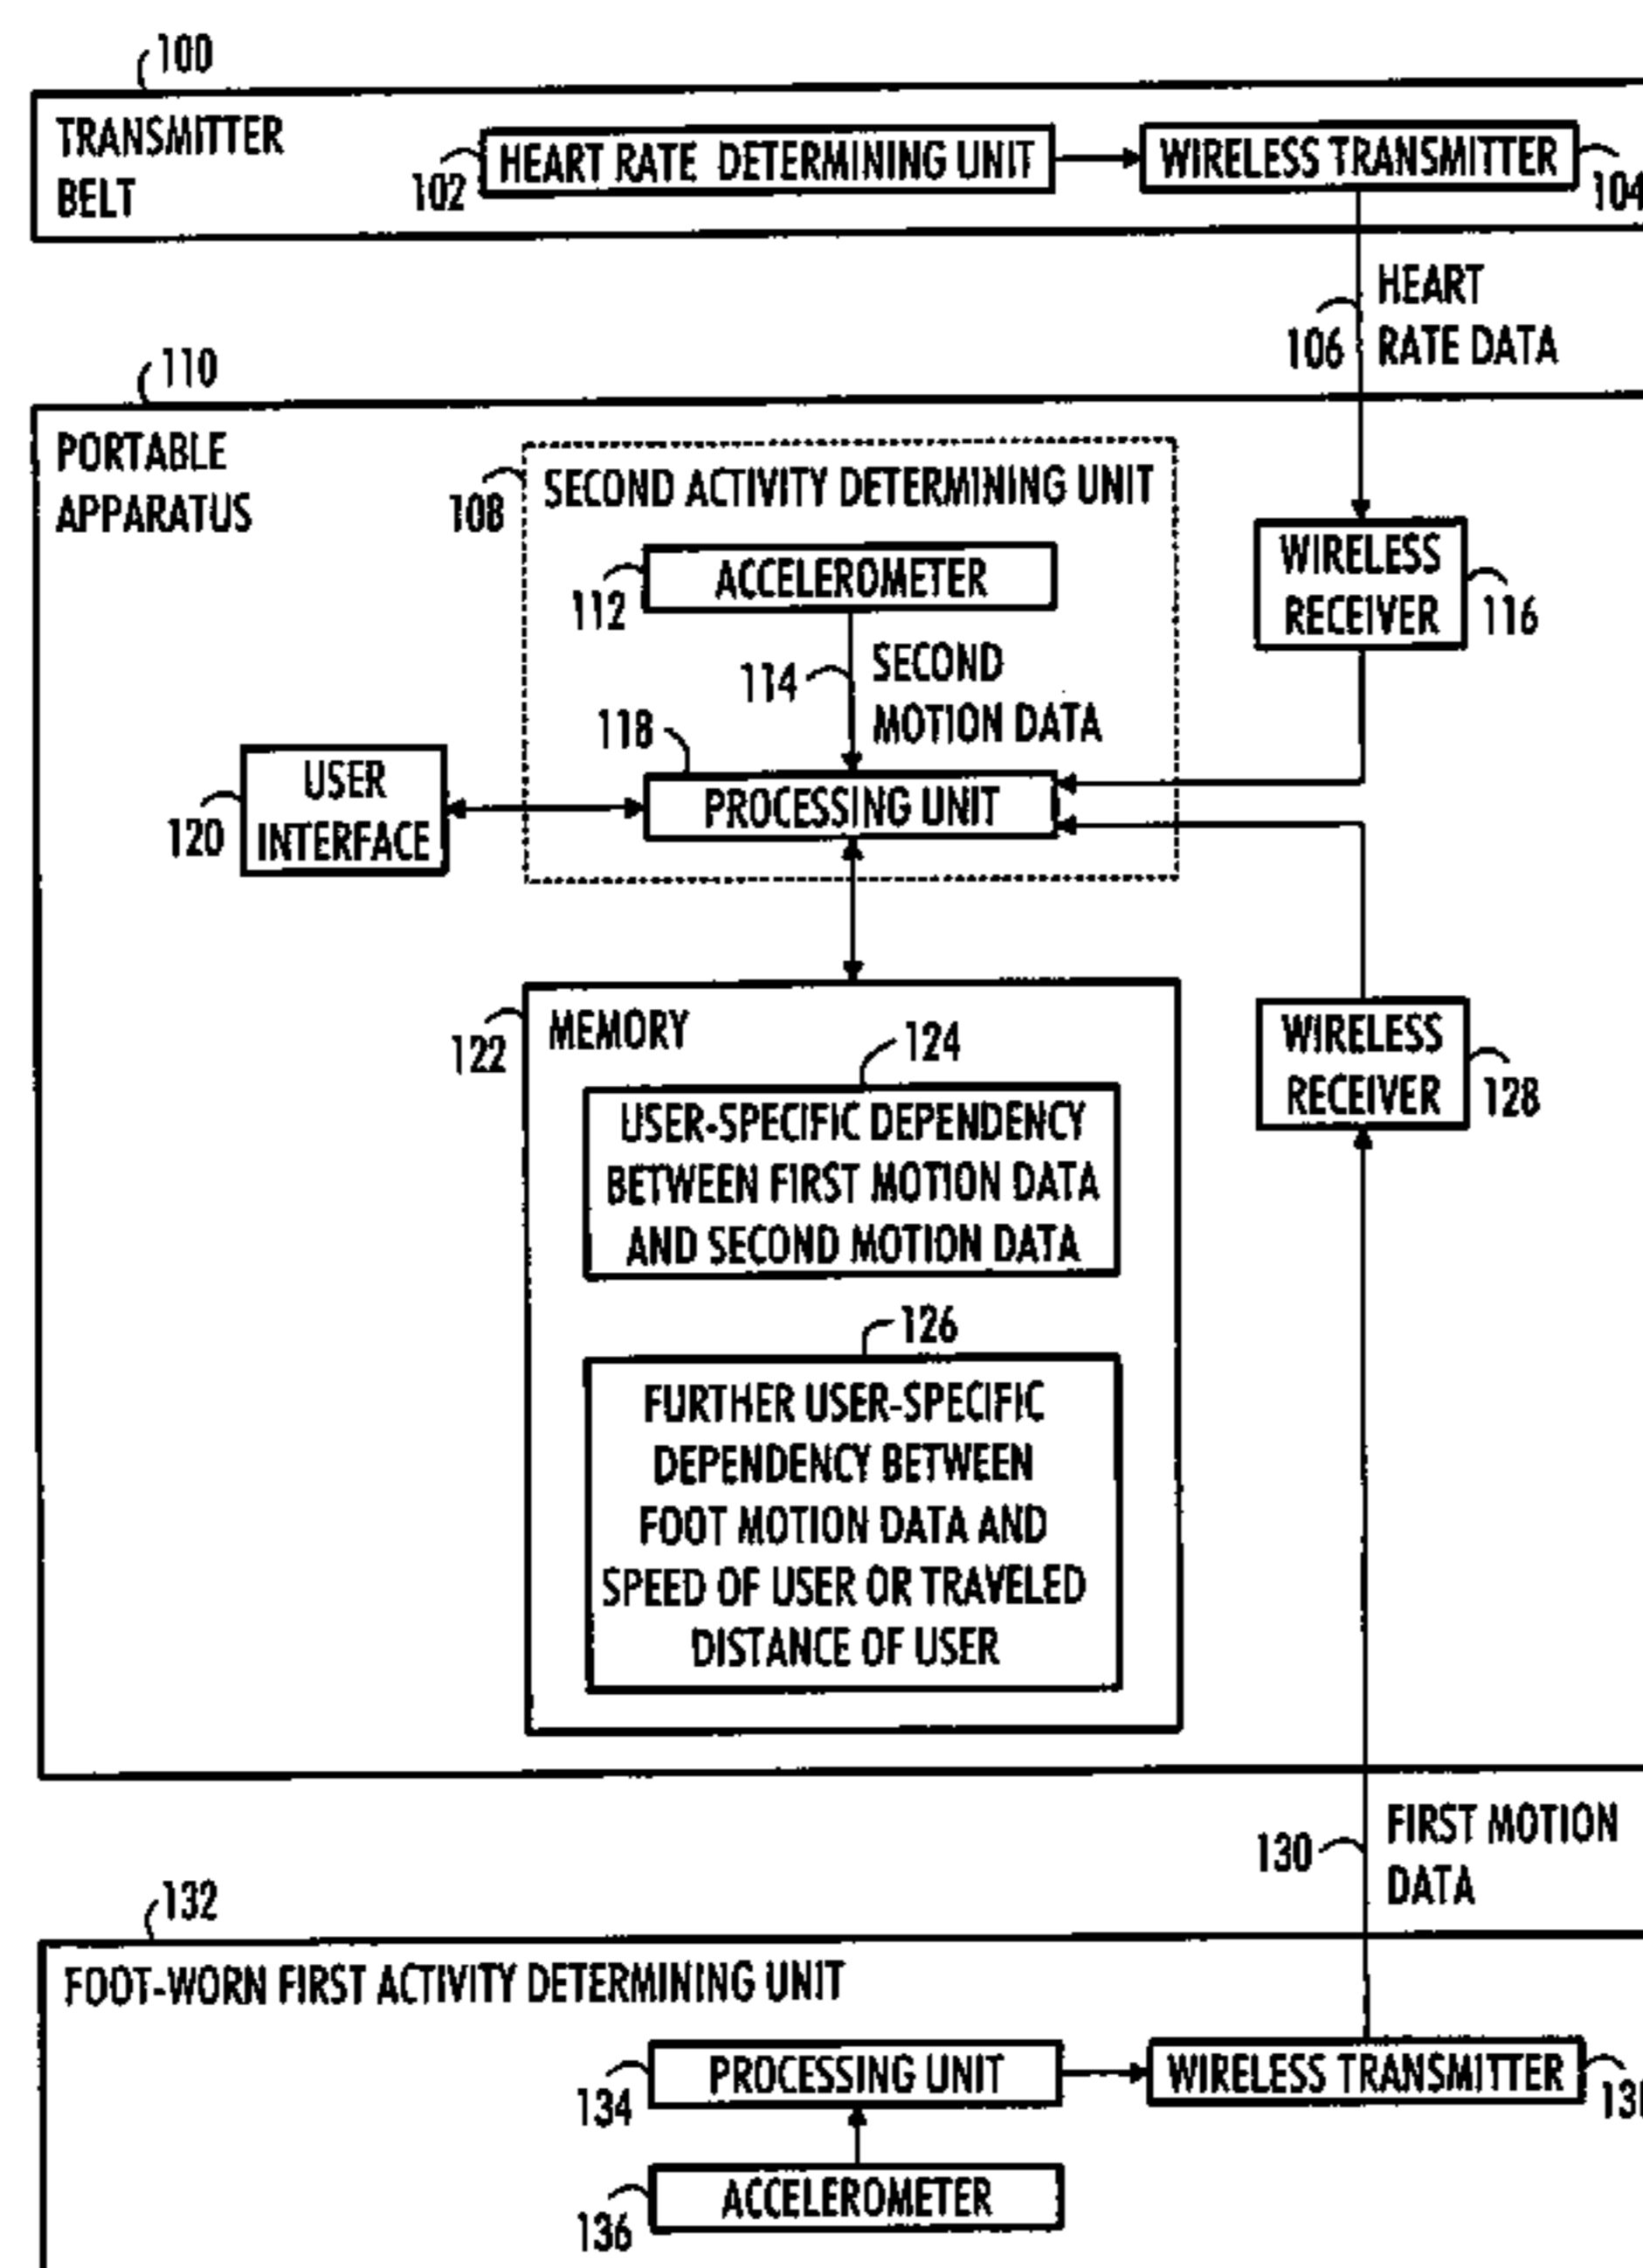 100
TRANSMITTER
BELT
102
HEART RATE DETERMINING UNIT
WIRELESS TRANSMITTER
104
106
HEART
RATE DATA
110
PORTABLE
APPARATUS
108
SECOND ACTIVITY DETERMINING UNIT
112
ACCELEROMETER
114
SECOND
MOTION DATA
WIRELESS
RECEIVER
116
118
PROCESSING UNIT
120
USER
INTERFACE
122
MEMORY
124
USER-SPECIFIC DEPENDENCY
BETWEEN FIRST MOTION DATA
AND SECOND MOTION DATA
WIRELESS
RECEIVER
128
126
FURTHER USER-SPECIFIC
DEPENDENCY BETWEEN
FOOT MOTION DATA AND
SPEED OF USER OR TRAVELED
DISTANCE OF USER
130
FIRST MOTION
DATA
132
FOOT-WORN FIRST ACTIVITY DETERMINING UNIT
134
PROCESSING UNIT
WIRELESS TRANSMITTER
136
ACCELEROMETER